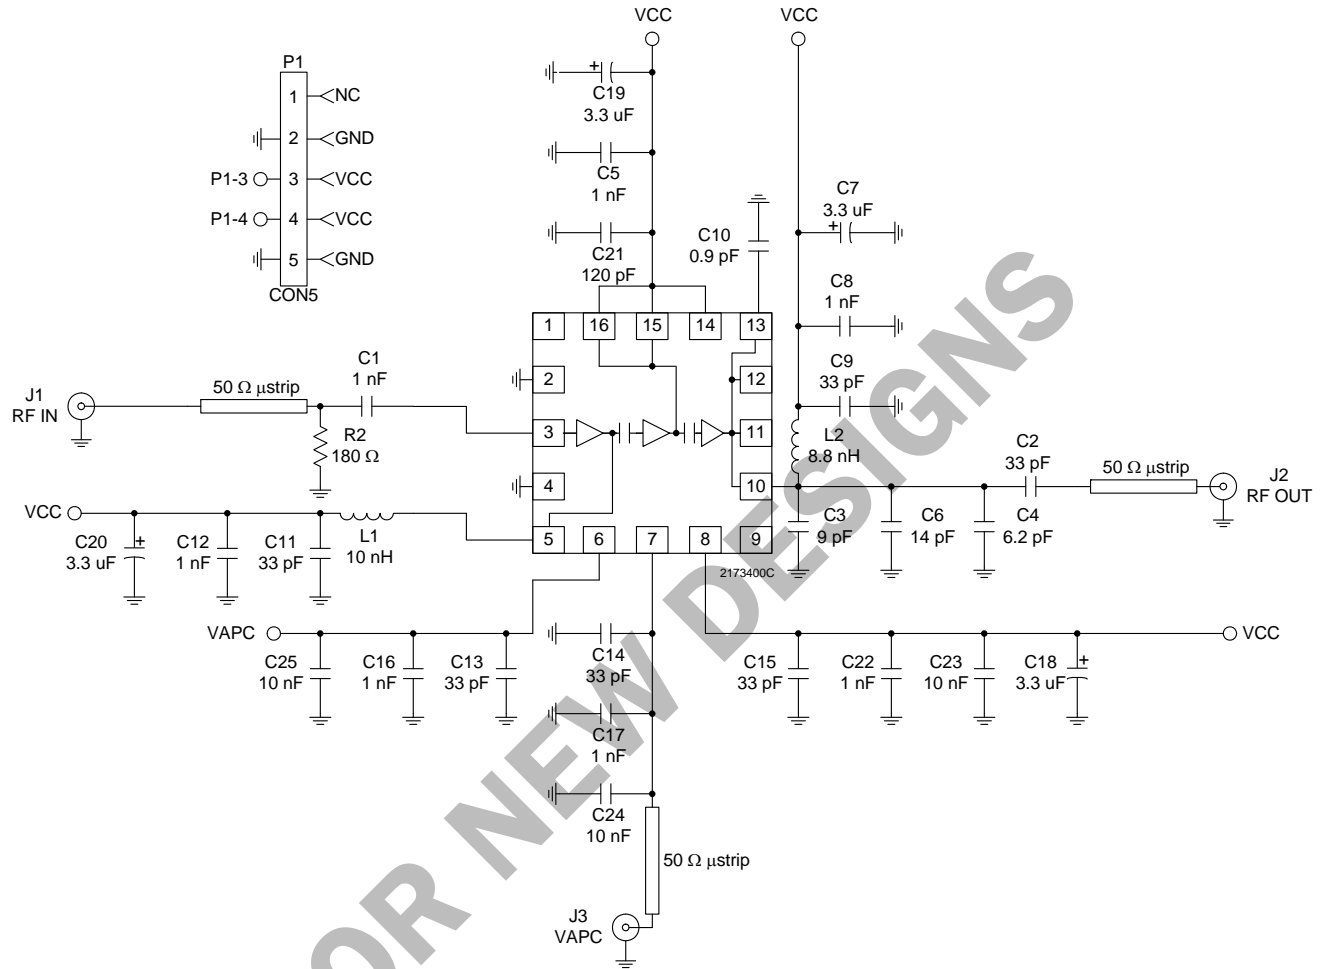 VCC
VCC
P1
1
NC
2
GND
P1-3
3
VCC
P1-4
4
VCC
5
GND
CON5
+
C19
3.3 uF
C5
1 nF
C21
120 pF
C10
0.9 pF
C7
3.3 uF
+
C8
1 nF
C9
33 pF
L2
8.8 nH
1
16
15
14
13
2
12
3
11
4
10
5
6
7
8
9
2173400C
J1
RF IN
50 Ω μstrip
C1
1 nF
R2
180 Ω
VCC
C20
3.3 uF
+
C12
1 nF
C11
33 pF
L1
10 nH
C3
9 pF
C6
14 pF
C4
6.2 pF
C2
33 pF
50 Ω μstrip
J2
RF OUT
VAPC
C25
10 nF
C16
1 nF
C13
33 pF
C14
33 pF
C17
1 nF
C24
10 nF
50 Ω μstrip
J3
VAPC
C15
33 pF
C22
1 nF
C23
10 nF
C18
3.3 uF
+
VCC
OR NEW DESIGNS